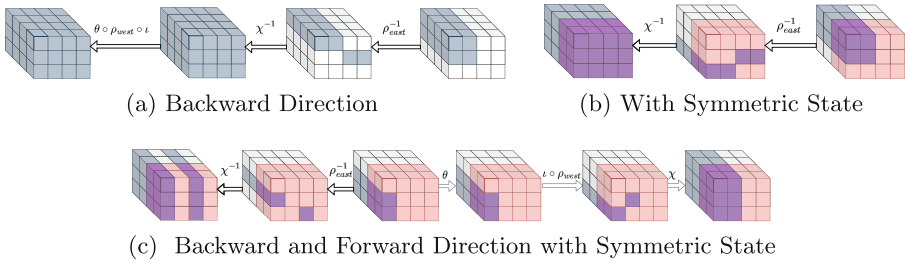 θ ∘ ρ_west ∘ ι χ⁻¹ ρ_east⁻¹ χ⁻¹ ρ_east⁻¹
(a) Backward Direction (b) With Symmetric State
χ⁻¹ ρ_east⁻¹ θ ι ∘ ρ_west χ
(c) Backward and Forward Direction with Symmetric State